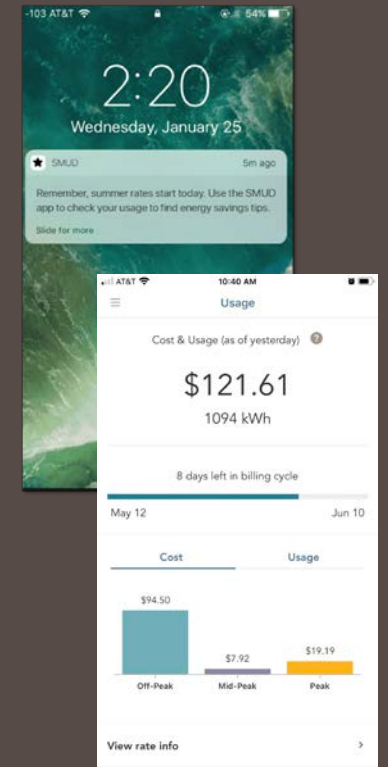 -103 AT&T
54%
2:20
Wednesday, January 25
SMUD 5m ago
Remember, summer rates start today. Use the SMUD
app to check your usage to find energy savings tips.
Slide for more
AT&T 10:40 AM
Usage
Cost & Usage (as of yesterday) ?
$121.61
1094 kWh
8 days left in billing cycle
May 12 Jun 10
Cost Usage
$94.50 $7.92 $19.19
Off-Peak Mid-Peak Peak
View rate info >